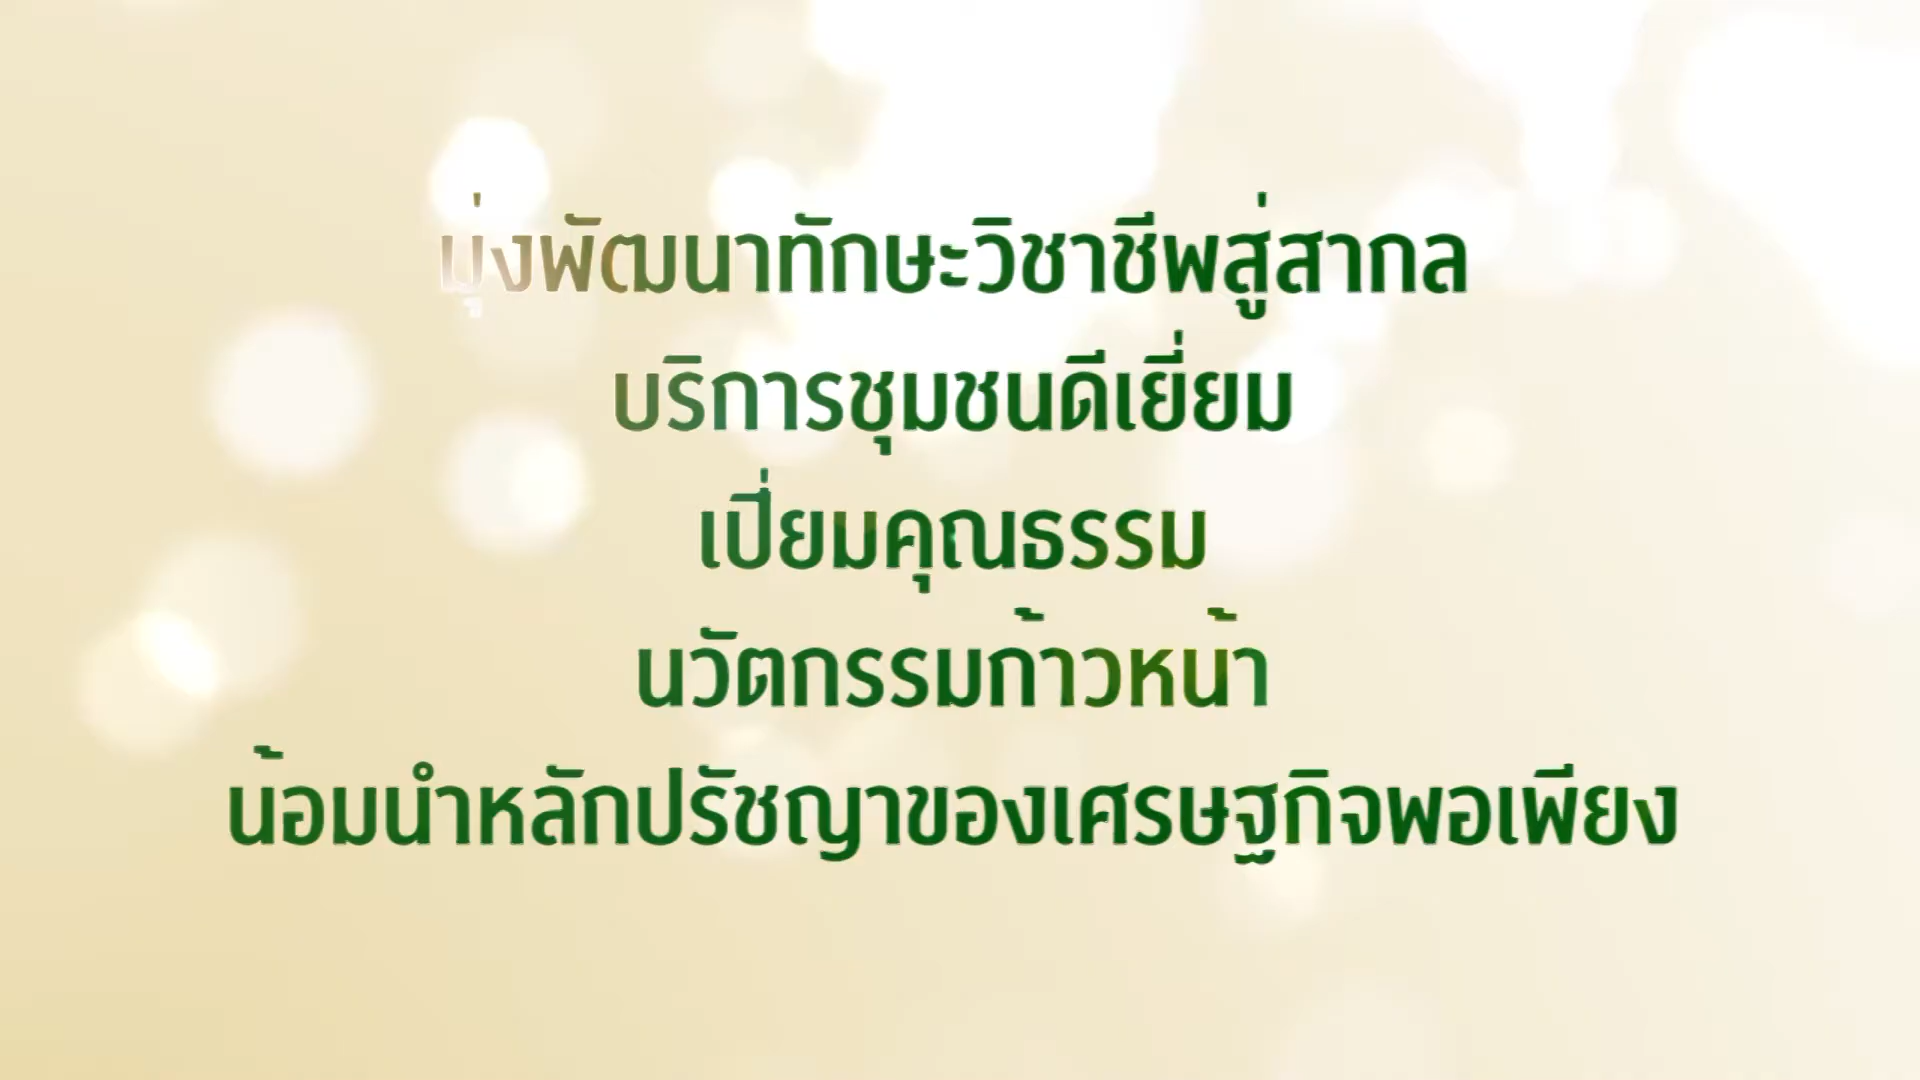 มุ่งพัฒนาทักษะวิชาชีพสู่สากล
บริการชุมชนดีเยี่ยม
เปี่ยมคุณธรรม
นวัตกรรมก้าวหน้า
น้อมนำหลักปรัชญาของเศรษฐกิจพอเพียง